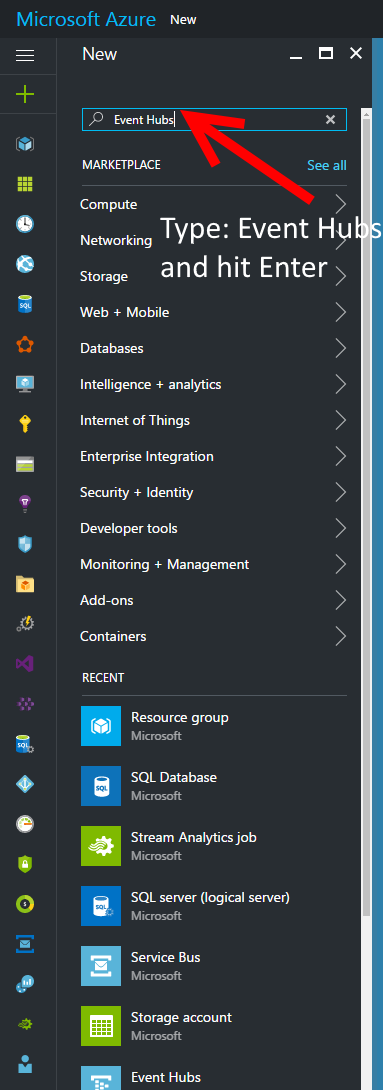 Microsoft Azure New
New
Event Hubs
MARKETPLACE See all
Compute
Networking
Type: Event Hubs
and hit Enter
Storage
Web + Mobile
Databases
Intelligence + analytics
Internet of Things
Enterprise Integration
Security + Identity
Developer tools
Monitoring + Management
Add-ons
Containers
RECENT
Resource group
Microsoft
SQL Database
Microsoft
Stream Analytics job
Microsoft
SQL server (logical server)
Microsoft
Service Bus
Microsoft
Storage account
Microsoft
Event Hubs